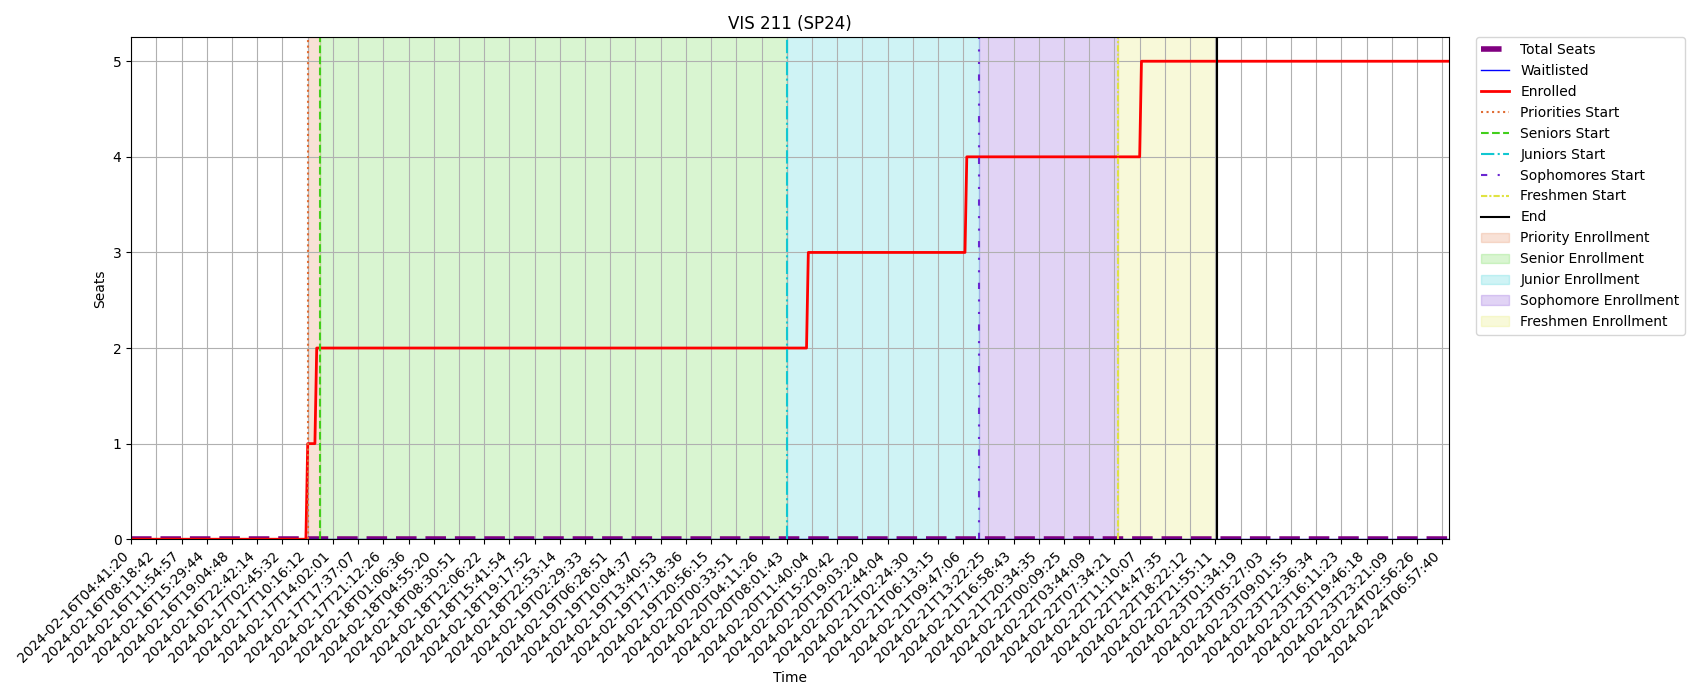 VIS 211 (SP24)
Seats
5
4
3
2
1
0
2024-02-16T04:41:20
2024-02-16T08:18:42
2024-02-16T11:54:57
2024-02-16T15:29:44
2024-02-16T19:04:48
2024-02-16T22:42:14
2024-02-17T02:45:32
2024-02-17T10:16:12
2024-02-17T14:02:01
2024-02-17T17:37:07
2024-02-17T21:12:26
2024-02-18T01:06:36
2024-02-18T04:55:20
2024-02-18T08:30:51
2024-02-18T12:06:22
2024-02-18T15:41:54
2024-02-18T19:17:52
2024-02-18T22:53:14
2024-02-19T02:29:33
2024-02-19T06:28:51
2024-02-19T10:04:37
2024-02-19T13:40:53
2024-02-19T17:18:36
2024-02-19T20:56:15
2024-02-20T00:33:51
2024-02-20T04:11:26
2024-02-20T08:01:43
2024-02-20T11:40:04
2024-02-20T15:20:42
2024-02-20T19:03:20
2024-02-20T22:44:04
2024-02-21T02:24:30
2024-02-21T06:13:15
2024-02-21T09:47:06
2024-02-21T13:22:25
2024-02-21T16:58:43
2024-02-21T20:34:35
2024-02-22T00:09:25
2024-02-22T03:44:09
2024-02-22T07:34:21
2024-02-22T11:10:07
2024-02-22T14:47:35
2024-02-22T18:22:12
2024-02-22T21:55:11
2024-02-23T01:34:19
2024-02-23T05:27:03
2024-02-23T09:01:55
2024-02-23T12:36:34
2024-02-23T16:11:23
2024-02-23T19:46:18
2024-02-23T23:21:09
2024-02-24T02:56:26
2024-02-24T06:57:40
Time
Total Seats
Waitlisted
Enrolled
Priorities Start
Seniors Start
Juniors Start
Sophomores Start
Freshmen Start
End
Priority Enrollment
Senior Enrollment
Junior Enrollment
Sophomore Enrollment
Freshmen Enrollment